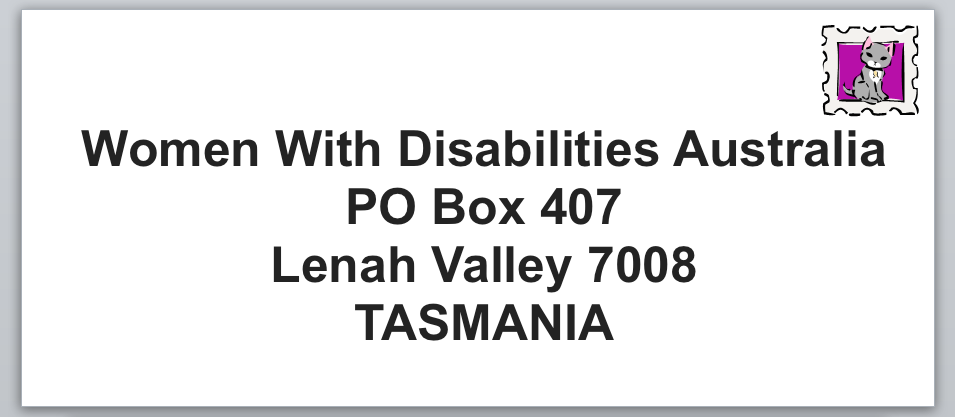 Women With Disabilities Australia
PO Box 407
Lenah Valley 7008
TASMANIA